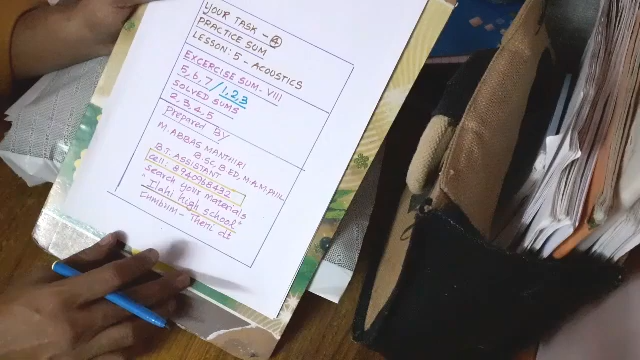 YOUR TASK - 4
PRACTICE SUM
LESSON: 5 - ACOUSTICS
EXCERCISE SUM - VIII
5, 6, 7 / 1, 2, 3
SOLVED SUMS
2, 3, 4, 5
Prepared By
M. ABBAS MANTHIRI
B.SC, B.ED, M.A, M.PHIL
B.T. ASSISTANT
Cell: 8940968433
search your materials
"Ilahi High School"
Cumbum - Theni dt